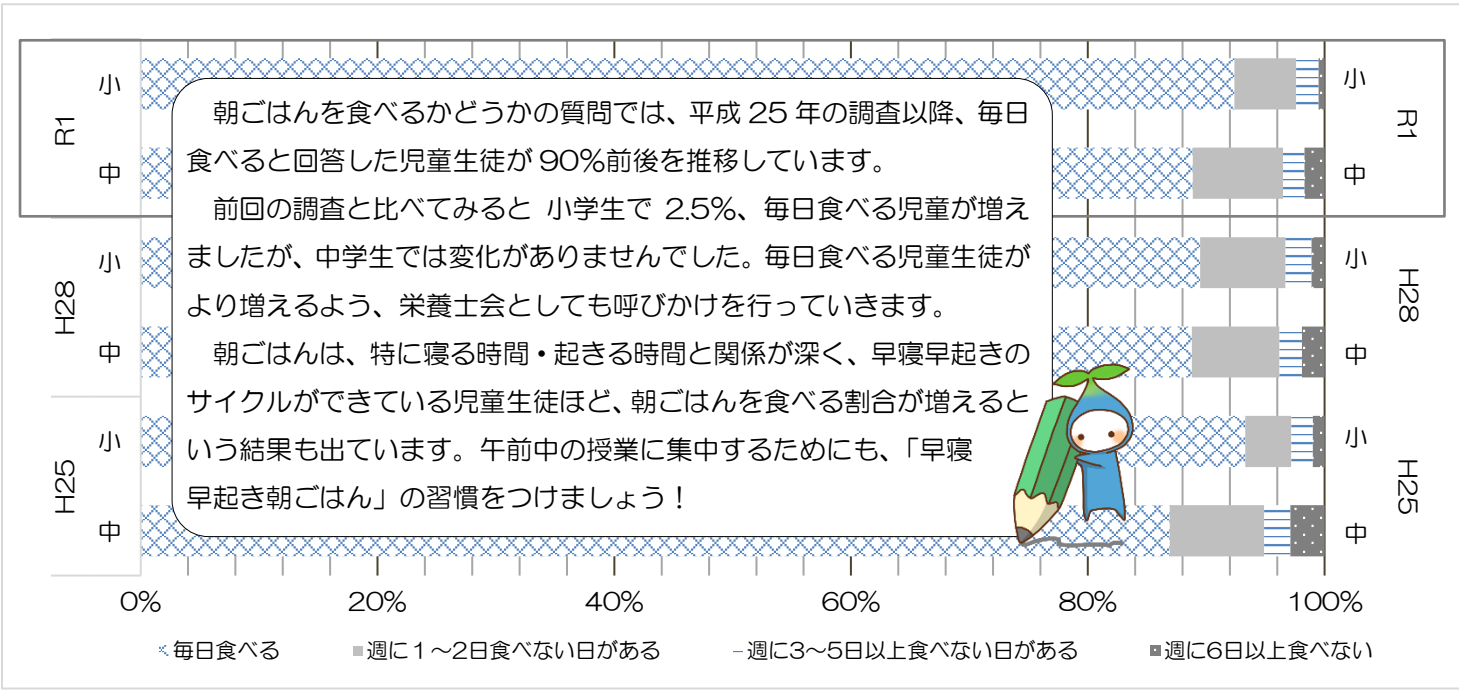 小
中
R1
小
中
H28
小
中
H25
朝ごはんを食べるかどうかの質問では、平成 25 年の調査以降、毎日
食べると回答した児童生徒が 90%前後を推移しています。
前回の調査と比べてみると 小学生で 2.5%、毎日食べる児童が増え
ましたが、中学生では変化がありませんでした。毎日食べる児童生徒が
より増えるよう、栄養士会としても呼びかけを行っていきます。
朝ごはんは、特に寝る時間・起きる時間と関係が深く、早寝早起きの
サイクルができている児童生徒ほど、朝ごはんを食べる割合が増えると
いう結果も出ています。午前中の授業に集中するためにも、「早寝
早起き朝ごはん」の習慣をつけましょう！
小
中
R1
小
中
H28
小
中
H25
0% 20% 40% 60% 80% 100%
毎日食べる 週に１～2日食べない日がある 週に3～5日以上食べない日がある 週に6日以上食べない